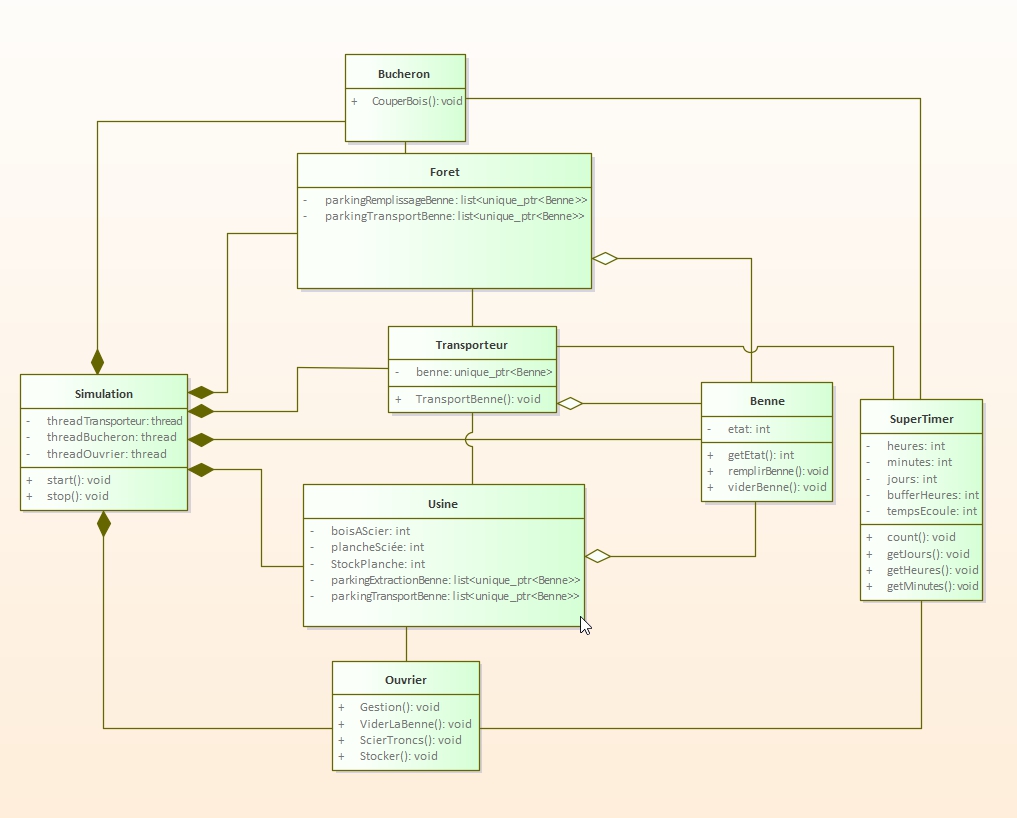 Bucheron
+ CouperBois(): void
Foret
- parkingRemplissageBenne: list<unique_ptr<Benne>>
- parkingTransportBenne: list<unique_ptr<Benne>>
Transporteur
- benne: unique_ptr<Benne>
+ TransportBenne(): void
Simulation
- threadTransporteur: thread
- threadBucheron: thread
- threadOuvrier: thread
+ start(): void
+ stop(): void
Benne
- etat: int
+ getEtat(): int
+ remplirBenne(): void
+ viderBenne(): void
SuperTimer
- heures: int
- minutes: int
- jours: int
- bufferHeures: int
- tempsEcoule: int
+ count(): void
+ getJours(): void
+ getHeures(): void
+ getMinutes(): void
Usine
- boisAScier: int
- plancheSciée: int
- StockPlanche: int
- parkingExtractionBenne: list<unique_ptr<Benne>>
- parkingTransportBenne: list<unique_ptr<Benne>>
Ouvrier
+ Gestion(): void
+ ViderLaBenne(): void
+ ScierTroncs(): void
+ Stocker(): void